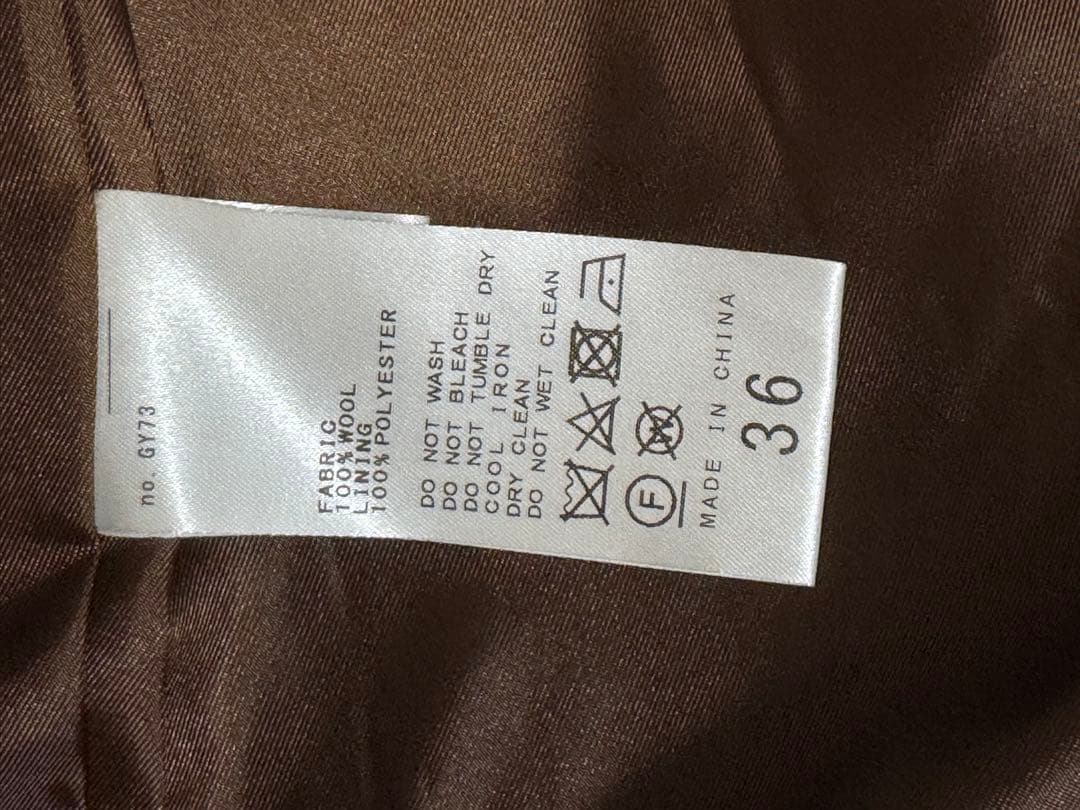 no. GY73
FABRIC
100%WOOL
LINING
100%POLYESTER
DO NOT WASH
DO NOT BLEACH
DO NOT TUMBLE DRY
COOL IRON
DRY CLEAN
DO NOT WET CLEAN
F W
MADE IN CHINA
36